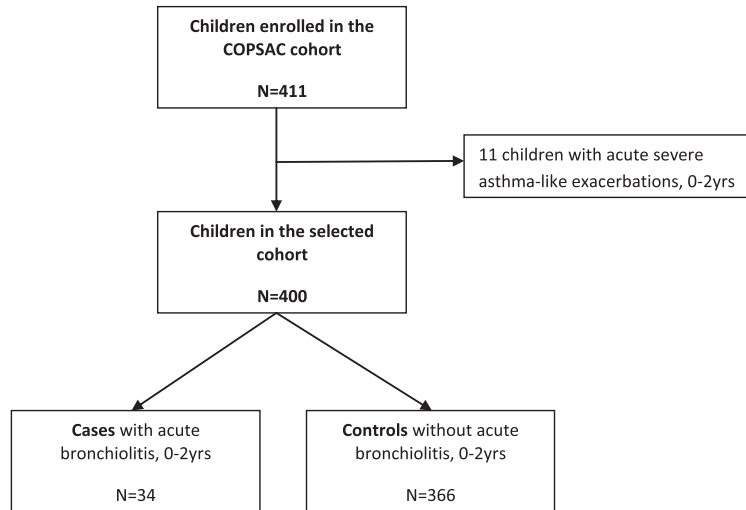 Children enrolled in the
COPSAC cohort
N=411
11 children with acute severe
asthma-like exacerbations, 0-2yrs
Children in the selected
cohort
N=400
Cases with acute
bronchiolitis, 0-2yrs
N=34
Controls without acute
bronchiolitis, 0-2yrs
N=366